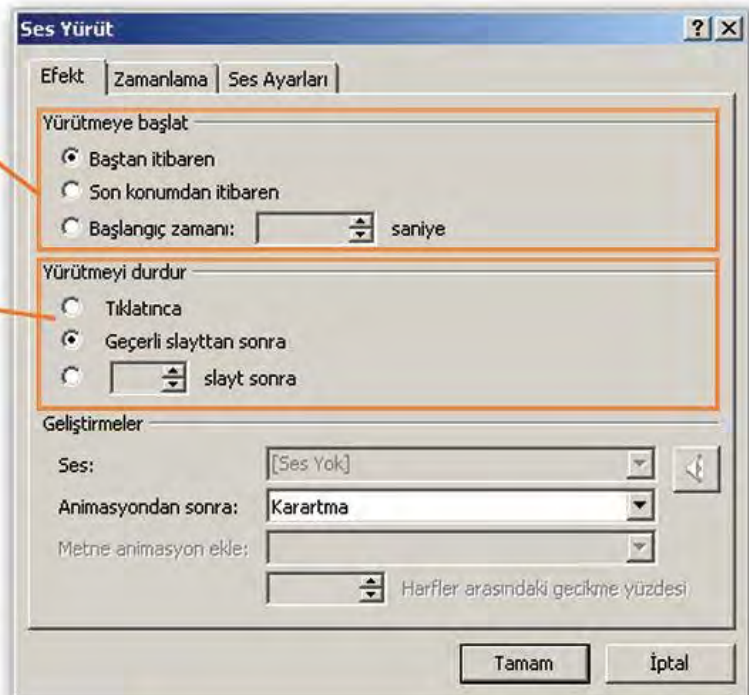 Ses Yürüt
Efekt Zamanlama Ses Ayarları
Yürütmeye başlat
Baştan itibaren
Son konumdan itibaren
Başlangıç zamanı: saniye
Yürütmeyi durdur
Tıklatınca
Geçerli slayttan sonra
slayt sonra
Geliştirmeler
Ses: [Ses Yok]
Animasyondan sonra: Karartma
Metne animasyon ekle:
Harfler arasındaki gecikme yüzdesi
Tamam İptal